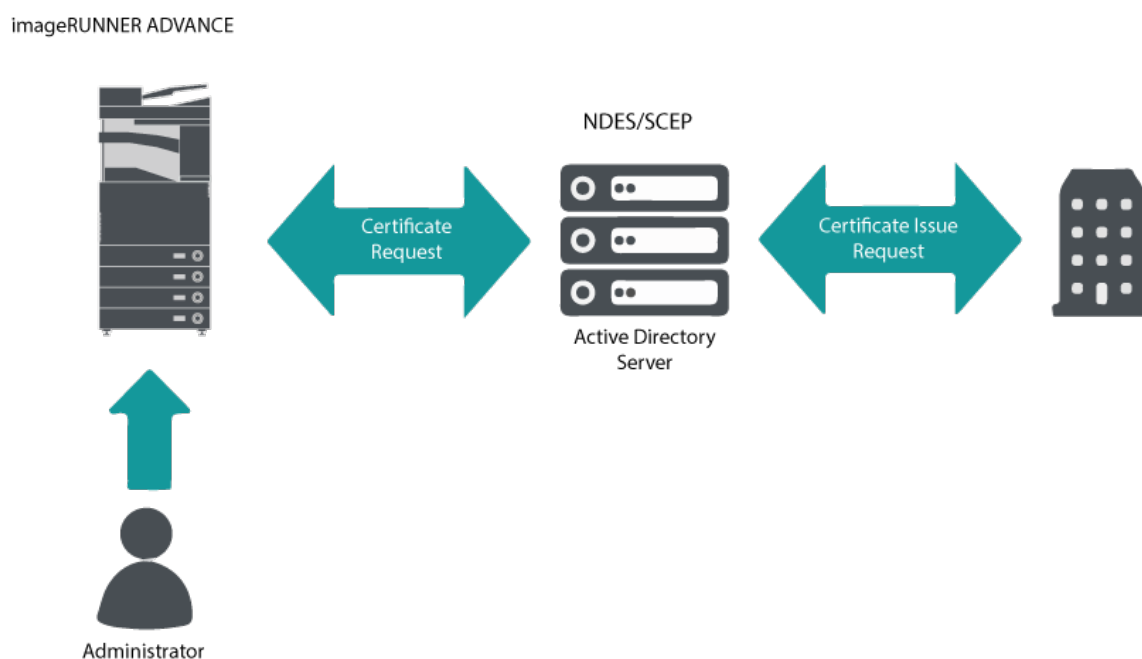 imageRUNNER ADVANCE
NDES/SCEP
Certificate
Request
Certificate Issue
Request
Active Directory
Server
Administrator